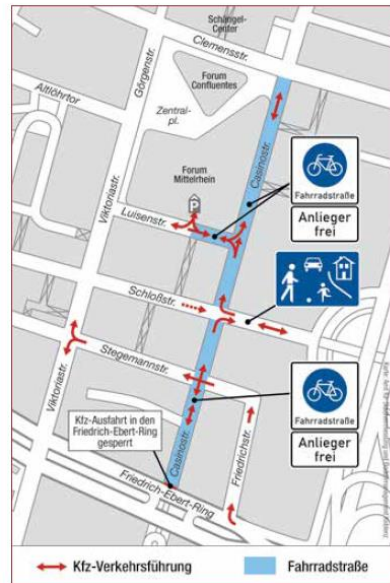 Schängel-
Center
Clemensstr.
Görgenstr.
Forum
Confluentes
Altlöhrtor
Zentral-
pl.
Casinostr.
Forum
Mittelrhein
Fahrradstraße
Anlieger
frei
Luisenstr.
Viktoriastr.
Schloßstr.
Stegemannstr.
Viktoriastr.
Fahrradstraße
Anlieger
frei
Kfz-Ausfahrt in den
Friedrich-Ebert-Ring
gesperrt
Casinostr.
Friedrichstr.
Friedrich-Ebert-Ring
Kfz-Verkehrsführung
Fahrradstraße